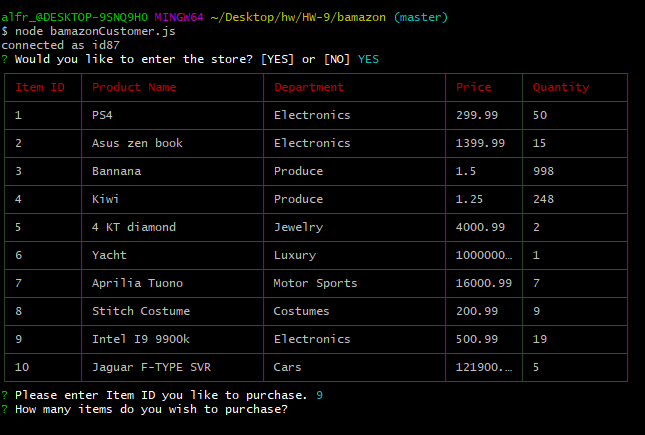 alfr_@DESKTOP-9SNQ9HO MINGW64 ~/Desktop/hw/HW-9/bamazon (master)
$ node bamazonCustomer.js
connected as id87
? Would you like to enter the store? [YES] or [NO] YES
Item ID Product Name Department Price Quantity
1 PS4 Electronics 299.99 50
2 Asus zen book Electronics 1399.99 15
3 Bannana Produce 1.5 998
4 Kiwi Produce 1.25 248
5 4 KT diamond Jewelry 4000.99 2
6 Yacht Luxury 1000000… 1
7 Aprilia Tuono Motor Sports 16000.99 7
8 Stitch Costume Costumes 200.99 9
9 Intel I9 9900k Electronics 500.99 19
10 Jaguar F-TYPE SVR Cars 121900.… 5
? Please enter Item ID you like to purchase. 9
? How many items do you wish to purchase?